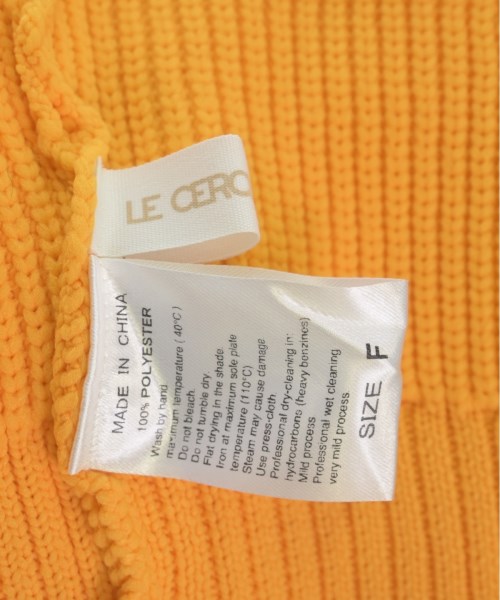 LE CERC
MADE IN CHINA
100% POLYESTER
Wash by hand
maximum temperature ( 40°C )
Do not bleach.
Do not tumble dry.
Flat drying in the shade.
Iron at maximum sole plate
temperature (110°C)
Steam may cause damage
Use press-cloth
Professional dry-cleaning in:
hydrocarbons (heavy benzines)
Mild process
Professional wet cleaning
very mild process
SIZE F